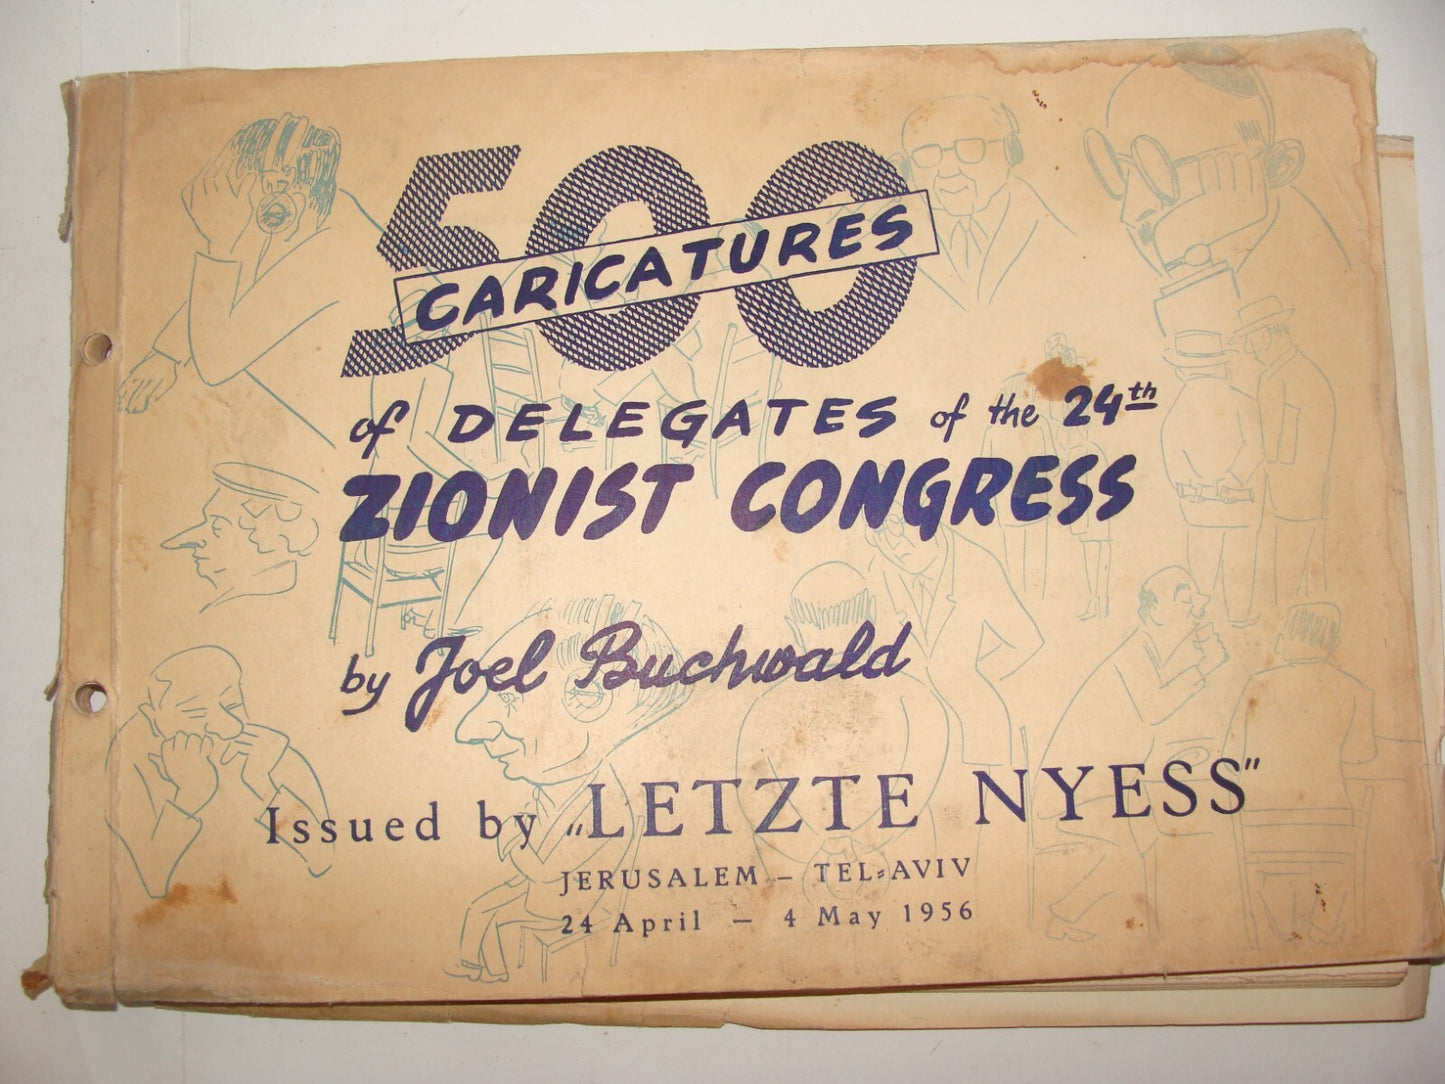 500
CARICATURES
of DELEGATES of the 24th
ZIONIST CONGRESS
by Joel Buchwald
Issued by „LETZTE NYESS"
JERUSALEM – TEL-AVIV
24 April – 4 May 1956